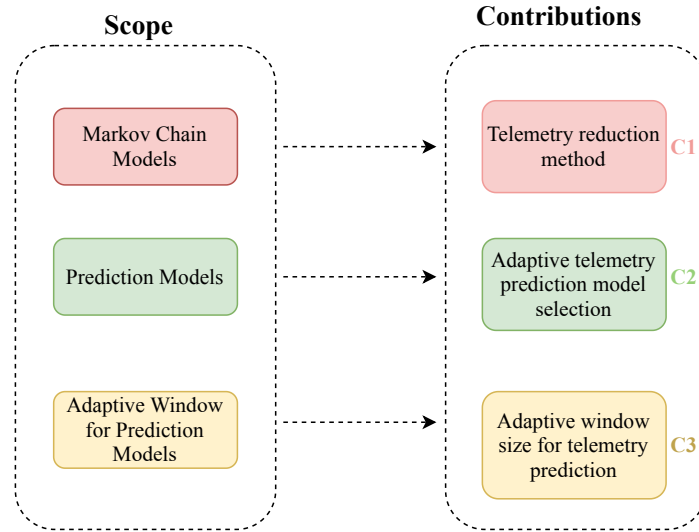 Scope
Contributions
Markov Chain
Models
Telemetry reduction
method
C1
Prediction Models
Adaptive telemetry
prediction model
selection
C2
Adaptive Window
for Prediction
Models
Adaptive window
size for telemetry
prediction
C3